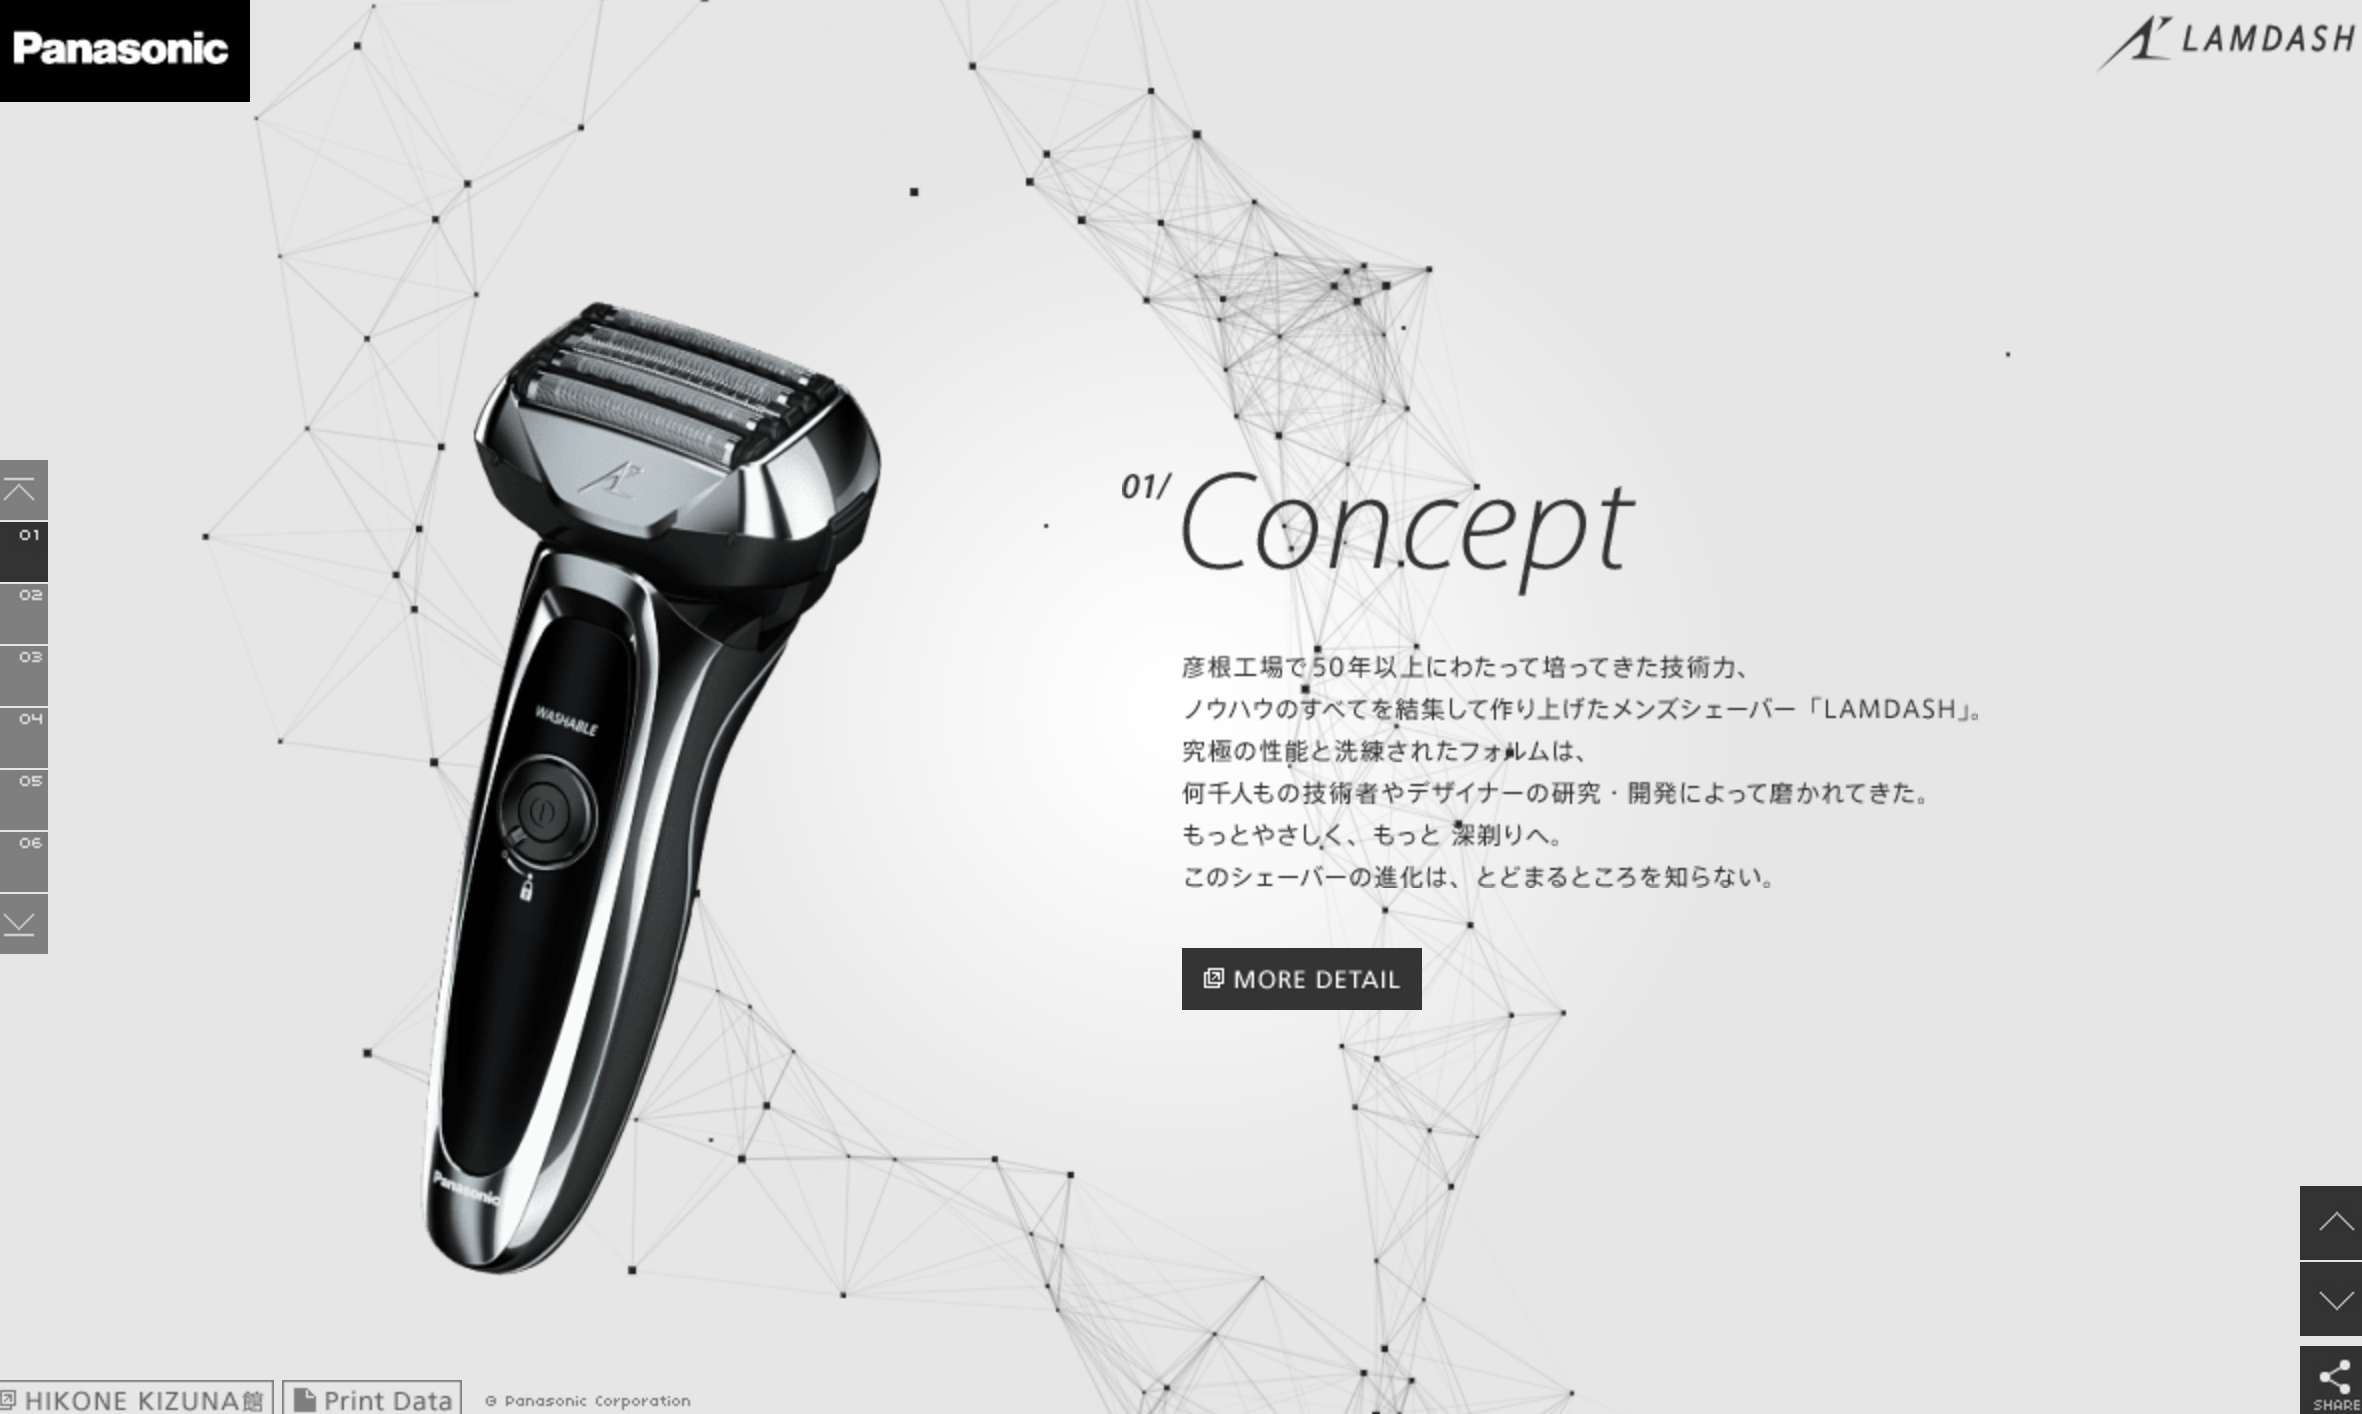 Panasonic
LAMDASH
01
02
03
04
05
06
WASHABLE
Panasonic
01/ Concept
彦根工場で50年以上にわたって培ってきた技術力、
ノウハウのすべてを結集して作り上げたメンズシェーバー「LAMDASH」。
究極の性能と洗練されたフォルムは、
何千人もの技術者やデザイナーの研究・開発によって磨かれてきた。
もっとやさしく、もっと 深剃りへ。
このシェーバーの進化は、とどまるところを知らない。
MORE DETAIL
HIKONE KIZUNA館
Print Data
© Panasonic Corporation
SHARE